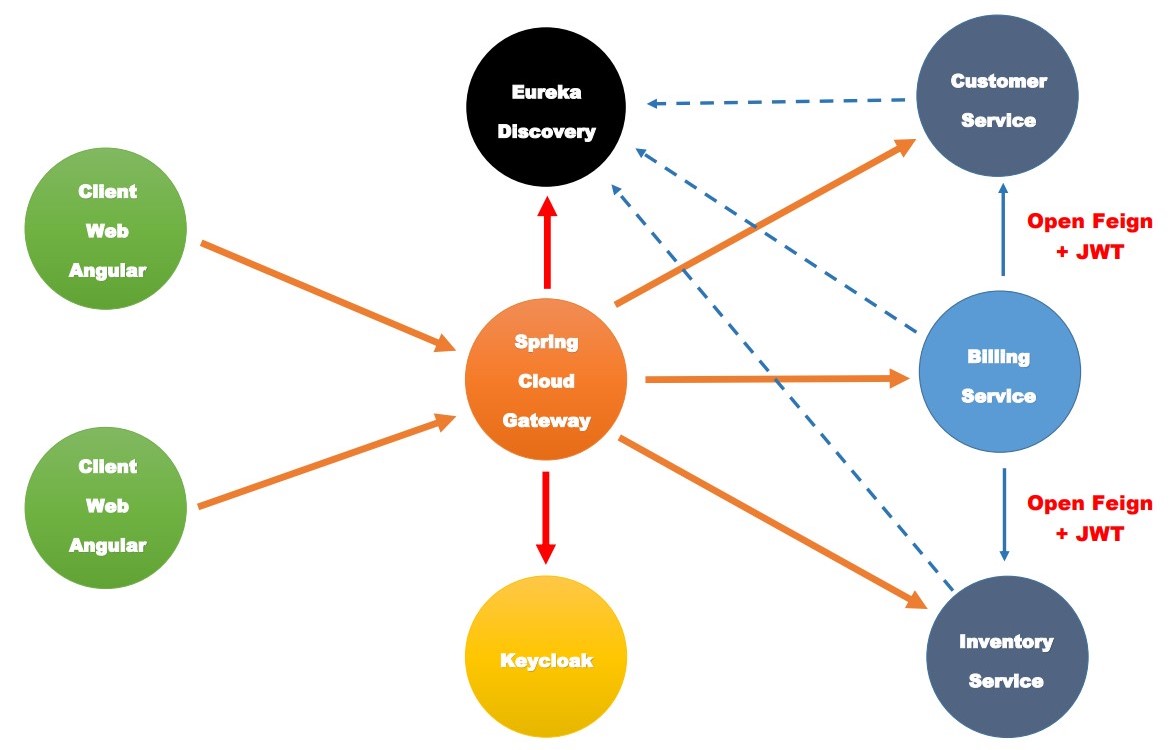 Eureka
Discovery
Customer
Service
Client
Web
Angular
Open Feign
+ JWT
Spring
Cloud
Gateway
Billing
Service
Client
Web
Angular
Open Feign
+ JWT
Keycloak
Inventory
Service